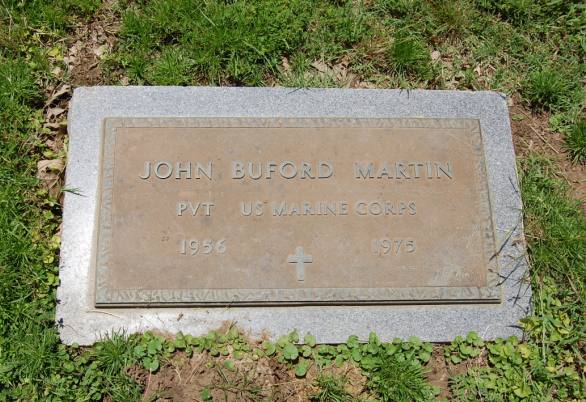 JOHN BUFORD MARTIN
PVT US MARINE CORPS
1956 1975